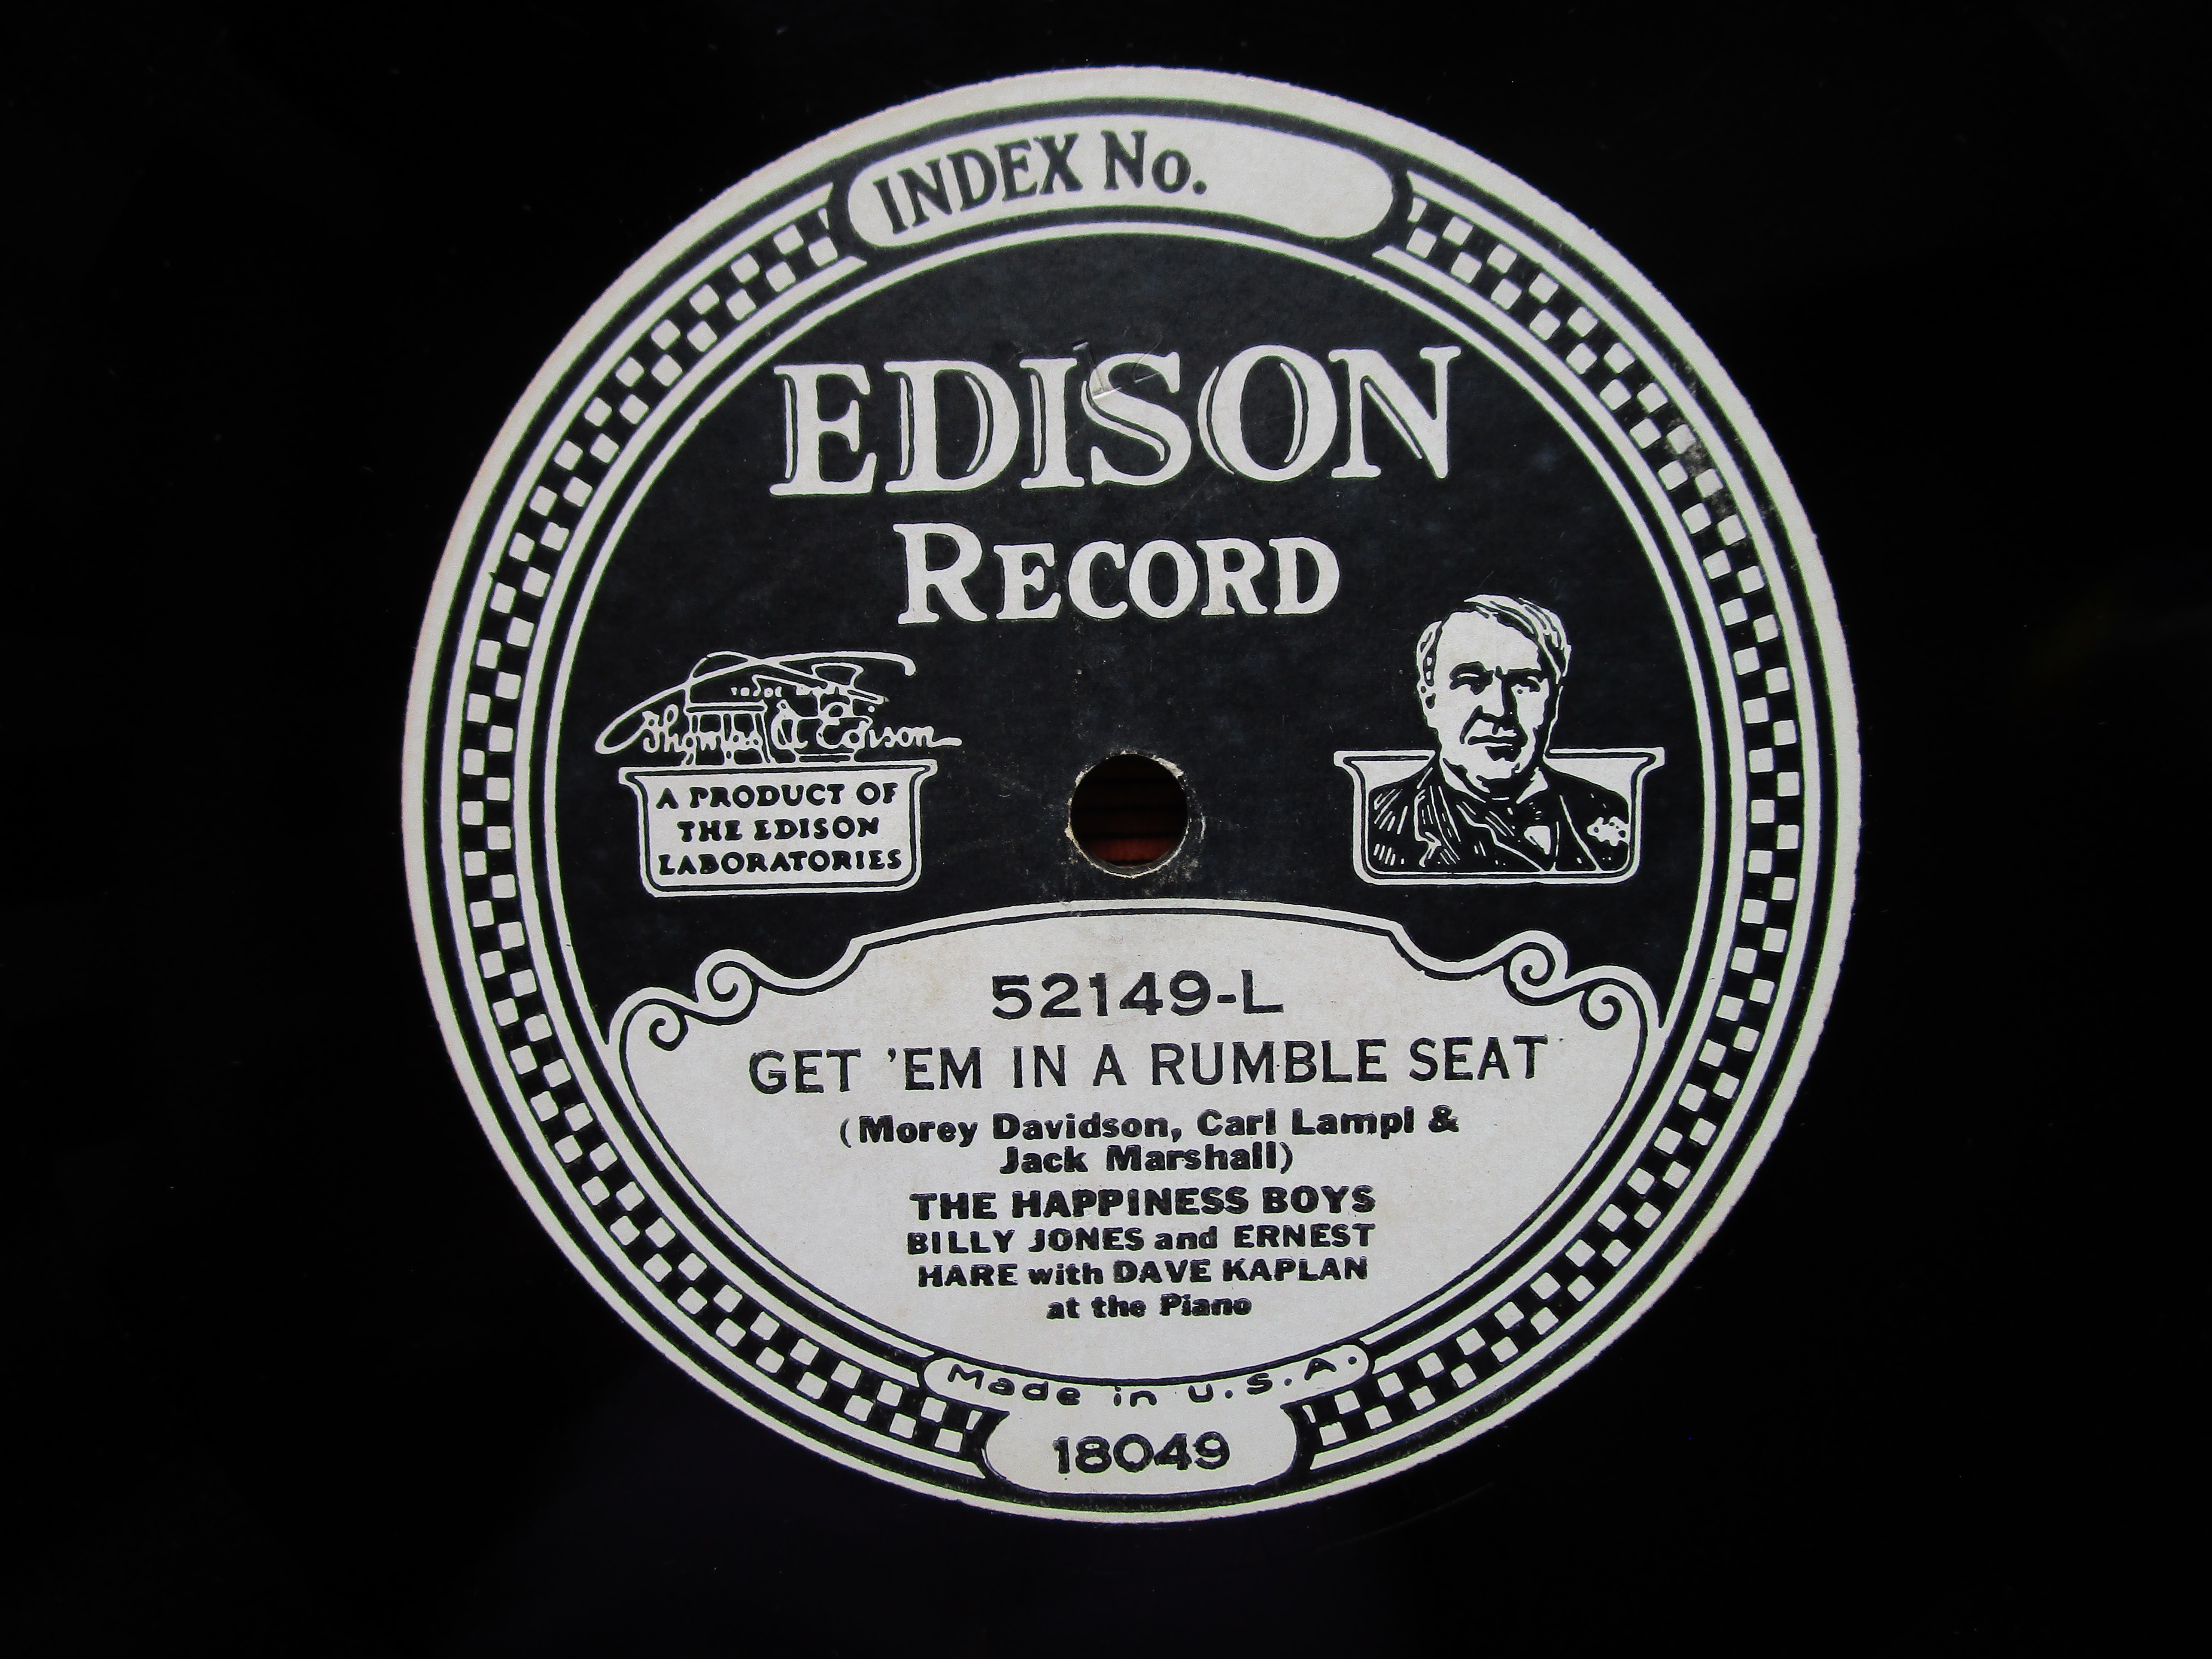 INDEX No.
EDISON
RECORD
Thomas A Edison
A PRODUCT OF
THE EDISON
LABORATORIES
52149-L
GET 'EM IN A RUMBLE SEAT
(Morey Davidson, Carl Lampl &
Jack Marshall)
THE HAPPINESS BOYS
BILLY JONES and ERNEST
HARE with DAVE KAPLAN
at the Piano
Made in U.S.A.
18049